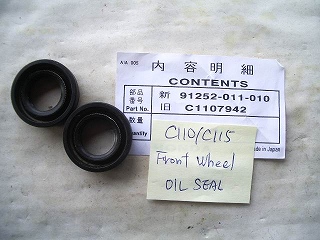 A.M. 005
内容明細
CONTENTS
部品番号 新 91252-011-010
Part No. 旧 C1107942
数量
Quantity
in Japan
C110/C115
Front Wheel
OIL SEAL